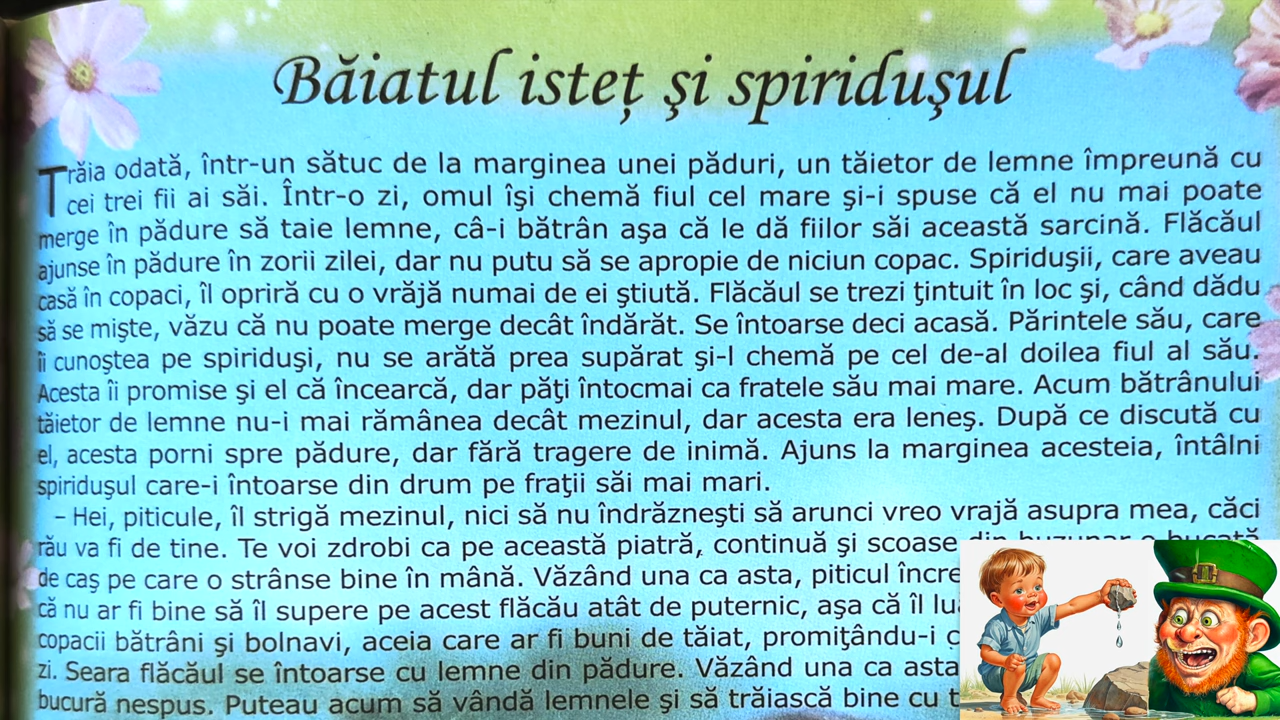 Băiatul isteț şi spirduşul
Trăia odată, într-un sătuc de la marginea unei păduri, un tăietor de lemne împreună cu
cei trei fii ai săi. Într-o zi, omul îşi chemă fiul cel mare şi-i spuse că el nu mai poate
merge în pădure să taie lemne, câ-i bătrân aşa că le dă fiilor săi această sarcină. Flăcăul
ajunse în pădure în zorii zilei, dar nu putu să se apropie de niciun copac. Spiriduşii, care aveau
casă în copaci, îl opriră cu o vrăjă numai de ei ştiută. Flăcăul se trezi ţintuit în loc şi, când dădu
să se mişte, văzu că nu poate merge decât îndărăt. Se întoarse deci acasă. Părintele său, care
îi cunoştea pe spiriduşi, nu se arătă prea supărat şi-l chemă pe cel de-al doilea fiul al său.
Acesta îi promise şi el că încearcă, dar păţi întocmai ca fratele său mai mare. Acum bătrânului
tăietor de lemne nu-i mai rămânea decât mezinul, dar acesta era leneş. După ce discută cu
el, acesta porni spre pădure, dar fără tragere de inimă. Ajuns la marginea acesteia, întâlni
spiriduşul care-i întoarse din drum pe fraţii săi mai mari.
– Hei, piticule, îl strigă mezinul, nici să nu îndrăzneşti să arunci vreo vrajă asupra mea, căci
rău va fi de tine. Te voi zdrobi ca pe această piatră, continuă şi scoase din buzunar o bucată
de caş pe care o strânse bine în mână. Văzând una ca asta, piticul
că nu ar fi bine să îl supere pe acest flăcău atât de puternic, aşa că îl
copacii bătrâni şi bolnavi, aceia care ar fi buni de tăiat, promiţându-i
zi. Seara flăcăul se întoarse cu lemne din pădure. Văzând una ca asta
bucură nespus. Puteau acum să vândă lemnele şi să trăiască bine cu